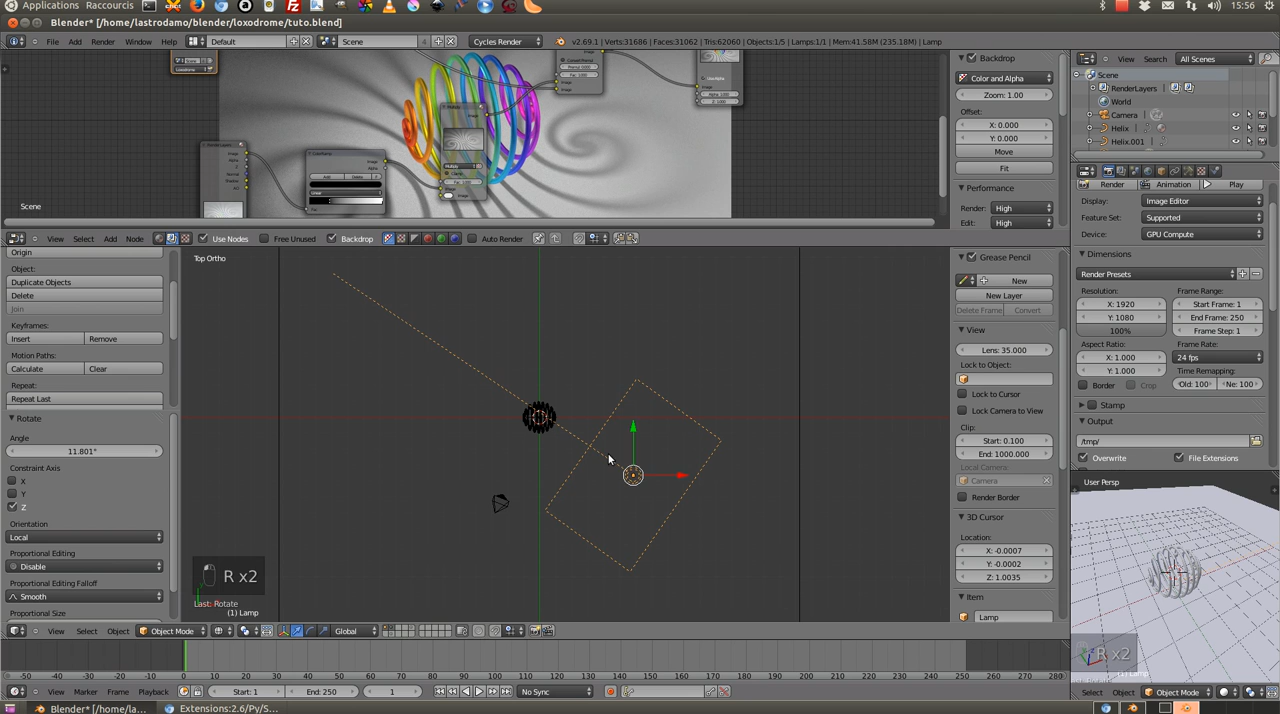 Applications Raccourcis 15:56
Blender* [/home/lastrodamo/blender/loxodrome/tuto.blend]
File Add Render Window Help Default Scene 4 Cycles Render v2.69.1 | Verts:31686 | Faces:31062 | Tris:62060 | Objects:1/5 | Lamps:1/1 | Mem:41.58M (235.18M) | Lamp
Scene
View Select Add Node Use Nodes Free Unused Backdrop Auto Render
Backdrop
Color and Alpha
Zoom: 1.00
Offset:
X: 0.000
Y: 0.000
Move
Fit
Performance
Render: High
Edit: High
View Search All Scenes
Scene
RenderLayers
World
Camera
Helix
Helix.001
Render Animation Play
Display: Image Editor
Feature Set: Supported
Device: GPU Compute
Dimensions
Render Presets
Resolution: Frame Range:
X: 1920 Start Frame: 1
Y: 1080 End Frame: 250
100% Frame Step: 1
Aspect Ratio: Frame Rate:
X: 1.000 24 fps
Y: 1.000 Time Remapping:
Border Crop Old: 100 Ne: 100
Stamp
Output
/tmp/
Overwrite File Extensions
Origin
Object:
Duplicate Objects
Delete
Join
Keyframes:
Insert Remove
Motion Paths:
Calculate Clear
Repeat:
Repeat Last
Rotate
Angle
11.801°
Constraint Axis
X
Y
Z
Orientation
Local
Proportional Editing
Disable
Proportional Editing Falloff
Smooth
Proportional Size
Top Ortho
R x2
Last: Rotate
(1) Lamp
Grease Pencil
New
New Layer
Delete Frame Convert
View
Lens: 35.000
Lock to Object:
Lock to Cursor
Lock Camera to View
Clip:
Start: 0.100
End: 1000.000
Local Camera:
Camera
Render Border
3D Cursor
Location:
X: -0.0007
Y: -0.0002
Z: 1.0035
Item
Lamp
User Persp
R x2
View Select Object Object Mode Global
Object Mode
-50 -40 -30 -20 -10 0 10 20 30 40 50 60 70 80 90 100 110 120 130 140 150 160 170 180 190 200 210 220 230 240 250 260 270 280
View Marker Frame Playback Start: 1 End: 250 1 No Sync
Select Object
Blender* [/home/la... Extensions:2.6/Py/S...